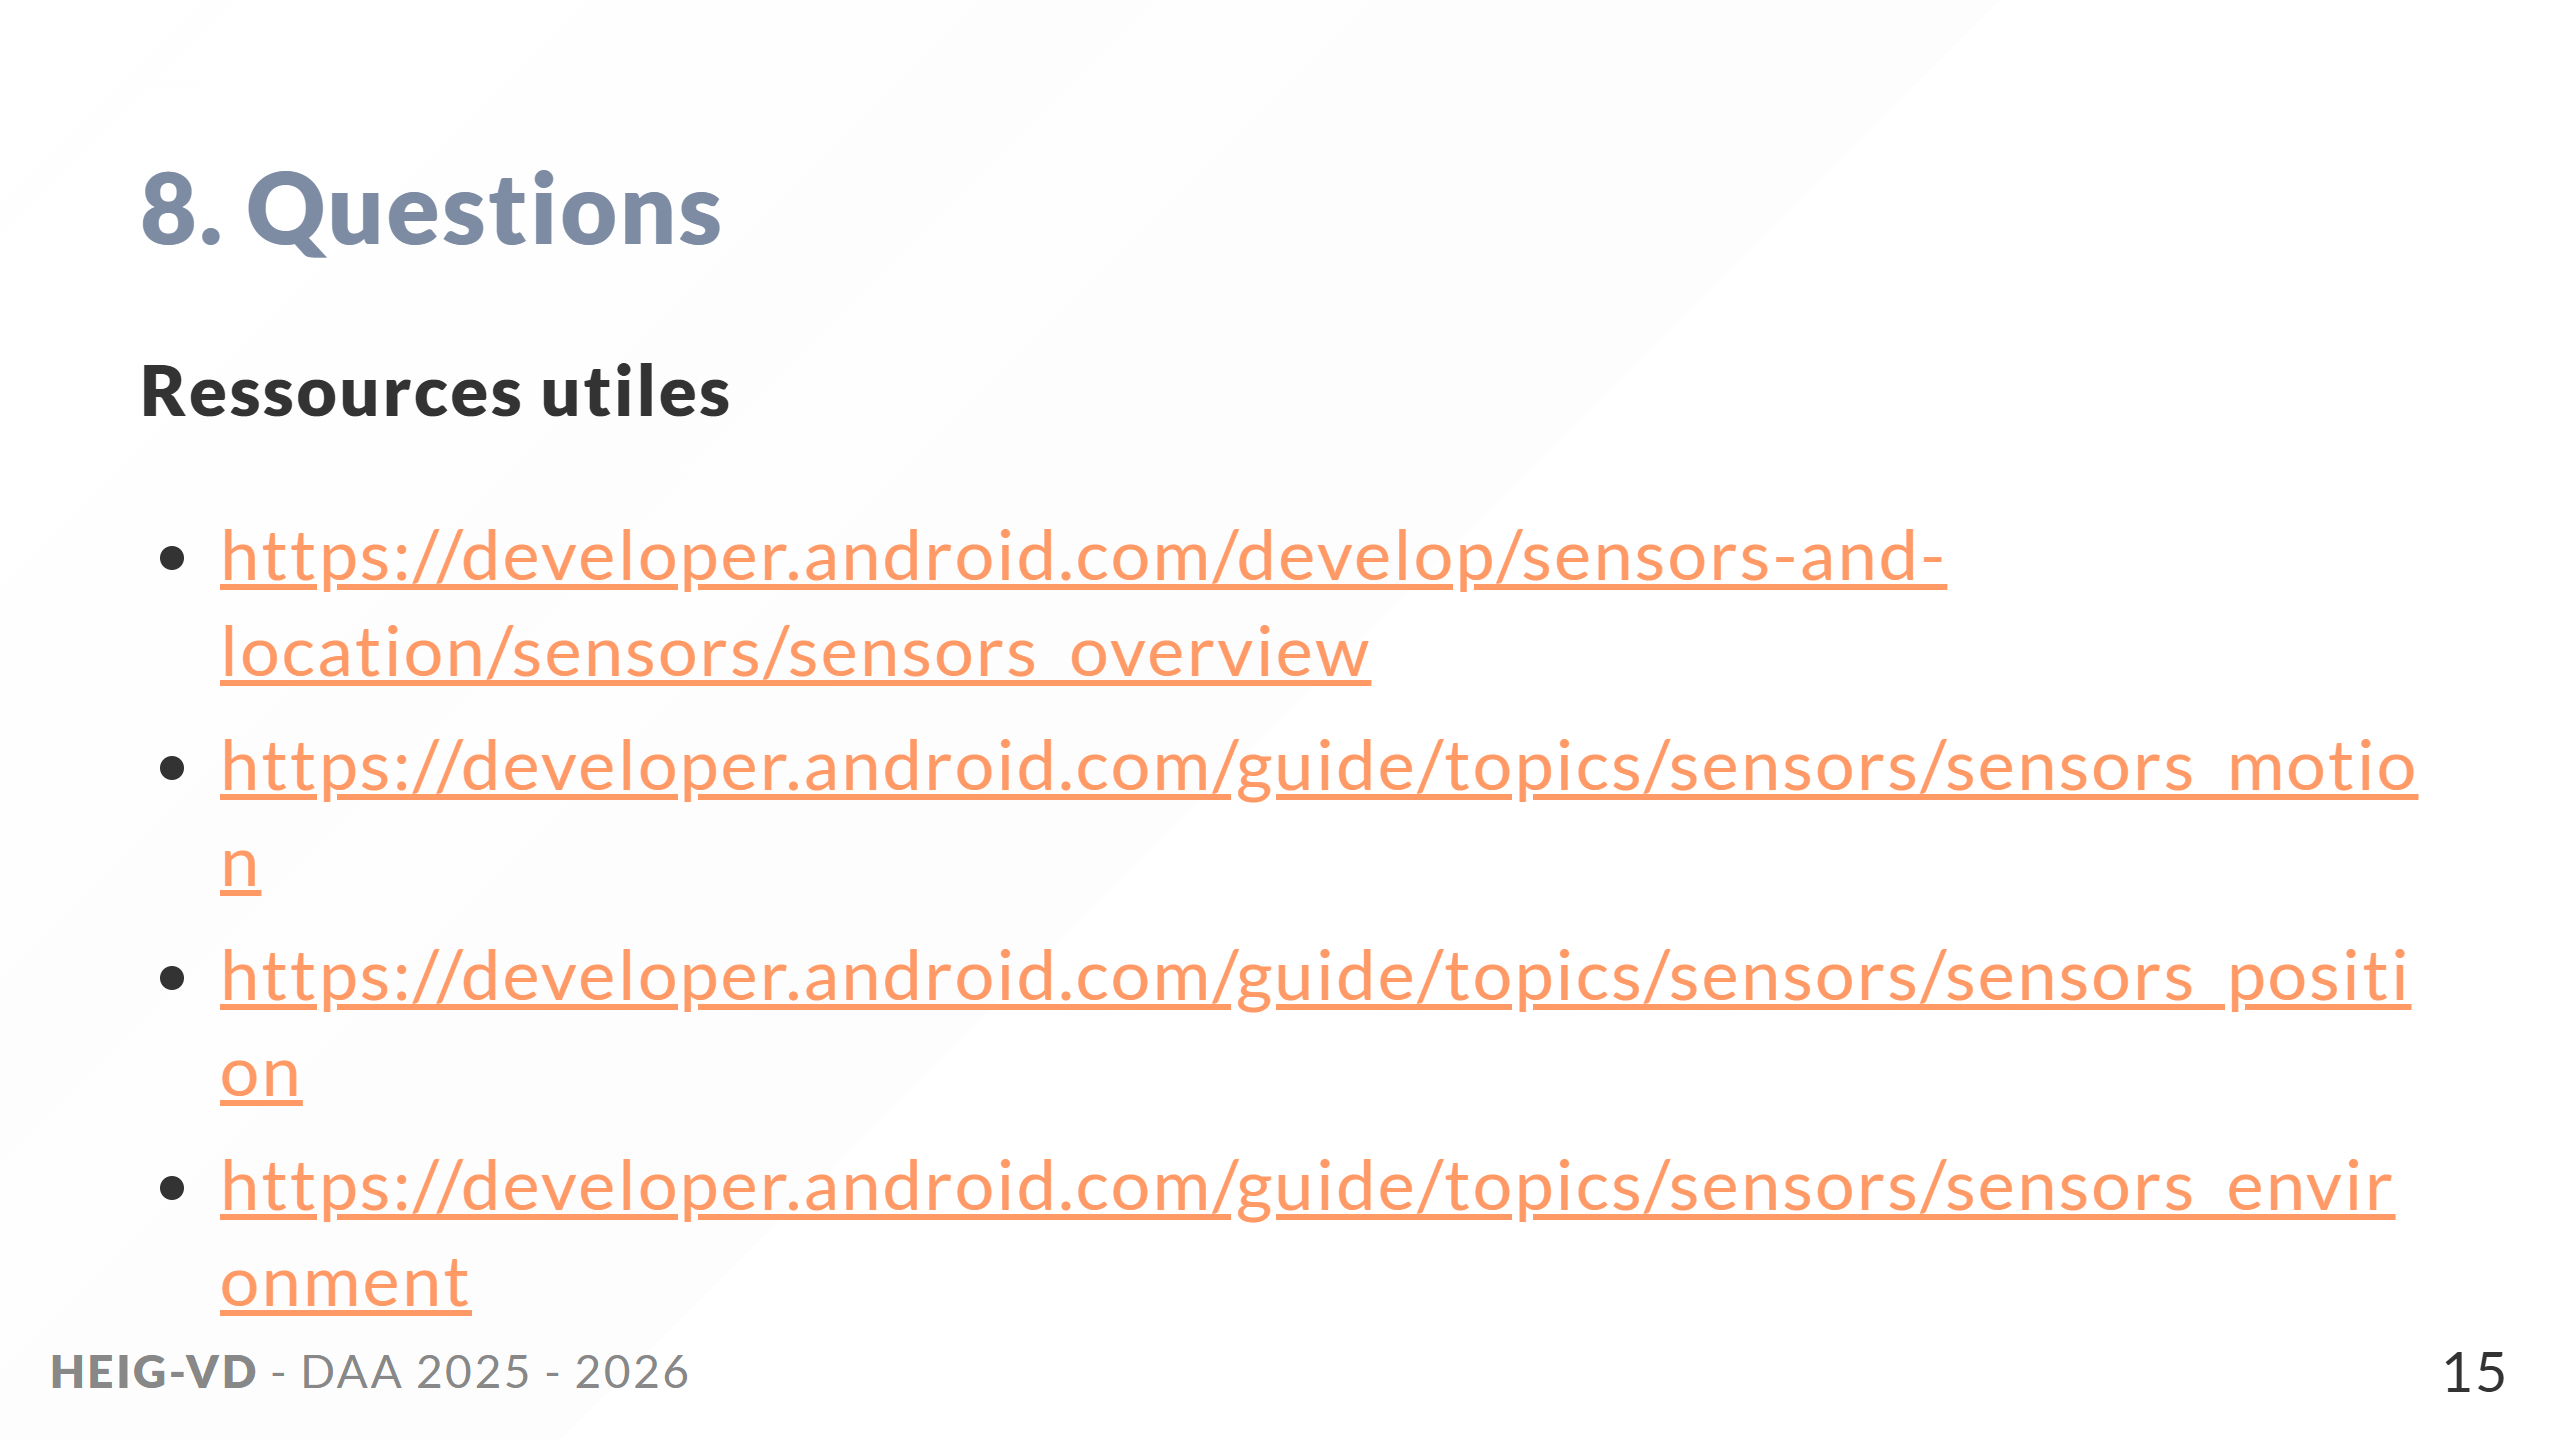 8. Questions
Ressources utiles
• https://developer.android.com/develop/sensors-and-
location/sensors/sensors_overview
• https://developer.android.com/guide/topics/sensors/sensors_motio
n
• https://developer.android.com/guide/topics/sensors/sensors_positi
on
• https://developer.android.com/guide/topics/sensors/sensors_envir
onment
HEIG-VD - DAA 2025 - 2026
15